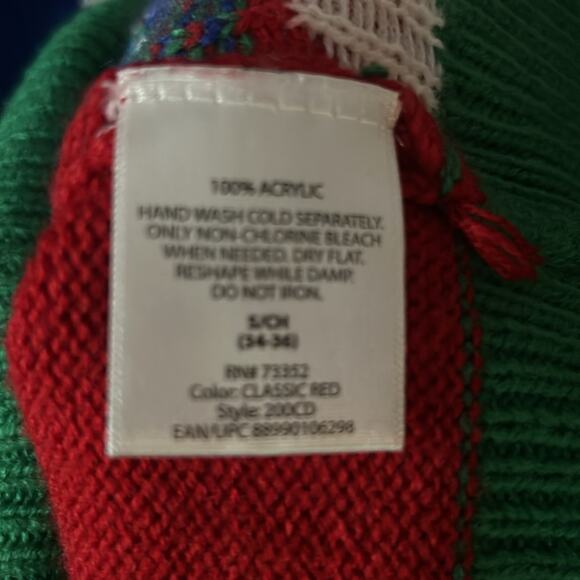 100% ACRYLIC
HAND WASH COLD SEPARATELY.
ONLY NON-CHLORINE BLEACH
WHEN NEEDED. DRY FLAT.
RESHAPE WHILE DAMP.
DO NOT IRON.
S/CH
(34-36)
RN# 73352
Color: CLASSIC RED
Style: 200CD
EAN/UPC 88990106298